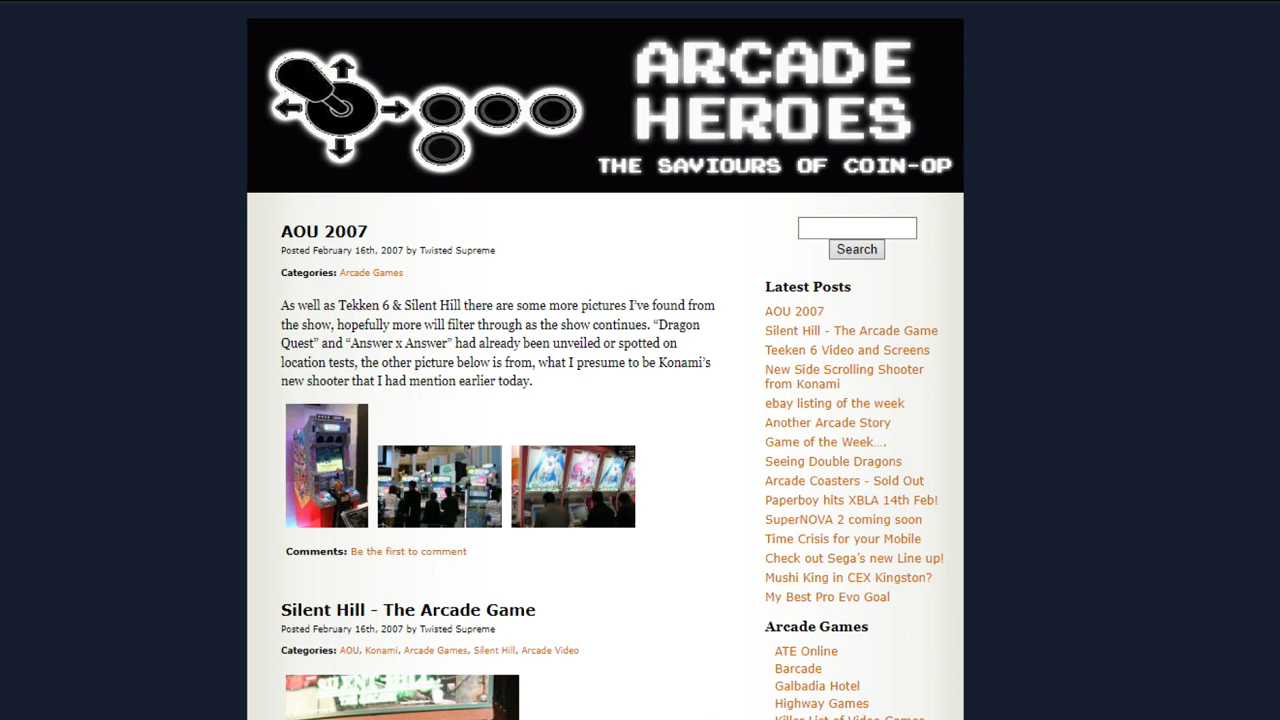 ARCADE
HEROES
THE SAVIOURS OF COIN-OP
AOU 2007
Posted February 16th, 2007 by Twisted Supreme
Categories: Arcade Games
As well as Tekken 6 & Silent Hill there are some more pictures I've found from
the show, hopefully more will filter through as the show continues. “Dragon
Quest” and “Answer x Answer” had already been unveiled or spotted on
location tests, the other picture below is from, what I presume to be Konami's
new shooter that I had mention earlier today.
Comments: Be the first to comment
Silent Hill - The Arcade Game
Posted February 16th, 2007 by Twisted Supreme
Categories: AOU, Konami, Arcade Games, Silent Hill, Arcade Video
Search
Latest Posts
AOU 2007
Silent Hill - The Arcade Game
Teeken 6 Video and Screens
New Side Scrolling Shooter
from Konami
ebay listing of the week
Another Arcade Story
Game of the Week….
Seeing Double Dragons
Arcade Coasters - Sold Out
Paperboy hits XBLA 14th Feb!
SuperNOVA 2 coming soon
Time Crisis for your Mobile
Check out Sega's new Line up!
Mushi King in CEX Kingston?
My Best Pro Evo Goal
Arcade Games
ATE Online
Barcade
Galbadia Hotel
Highway Games
Killer List of Video Games